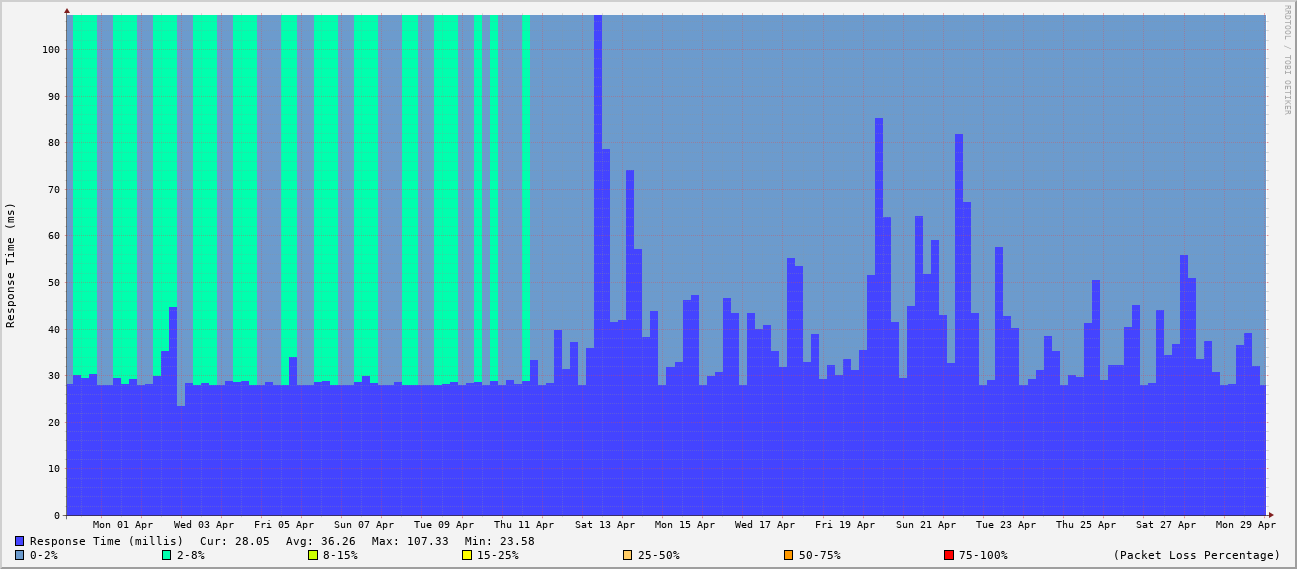 RRDTOOL / TOBI OETIKER
Response Time (ms)
100
90
80
70
60
50
40
30
20
10
0
Mon 01 Apr Wed 03 Apr Fri 05 Apr Sun 07 Apr Tue 09 Apr Thu 11 Apr Sat 13 Apr Mon 15 Apr Wed 17 Apr Fri 19 Apr Sun 21 Apr Tue 23 Apr Thu 25 Apr Sat 27 Apr Mon 29 Apr
Response Time (millis) Cur: 28.05 Avg: 36.26 Max: 107.33 Min: 23.58
0-2% 2-8% 8-15% 15-25% 25-50% 50-75% 75-100% (Packet Loss Percentage)